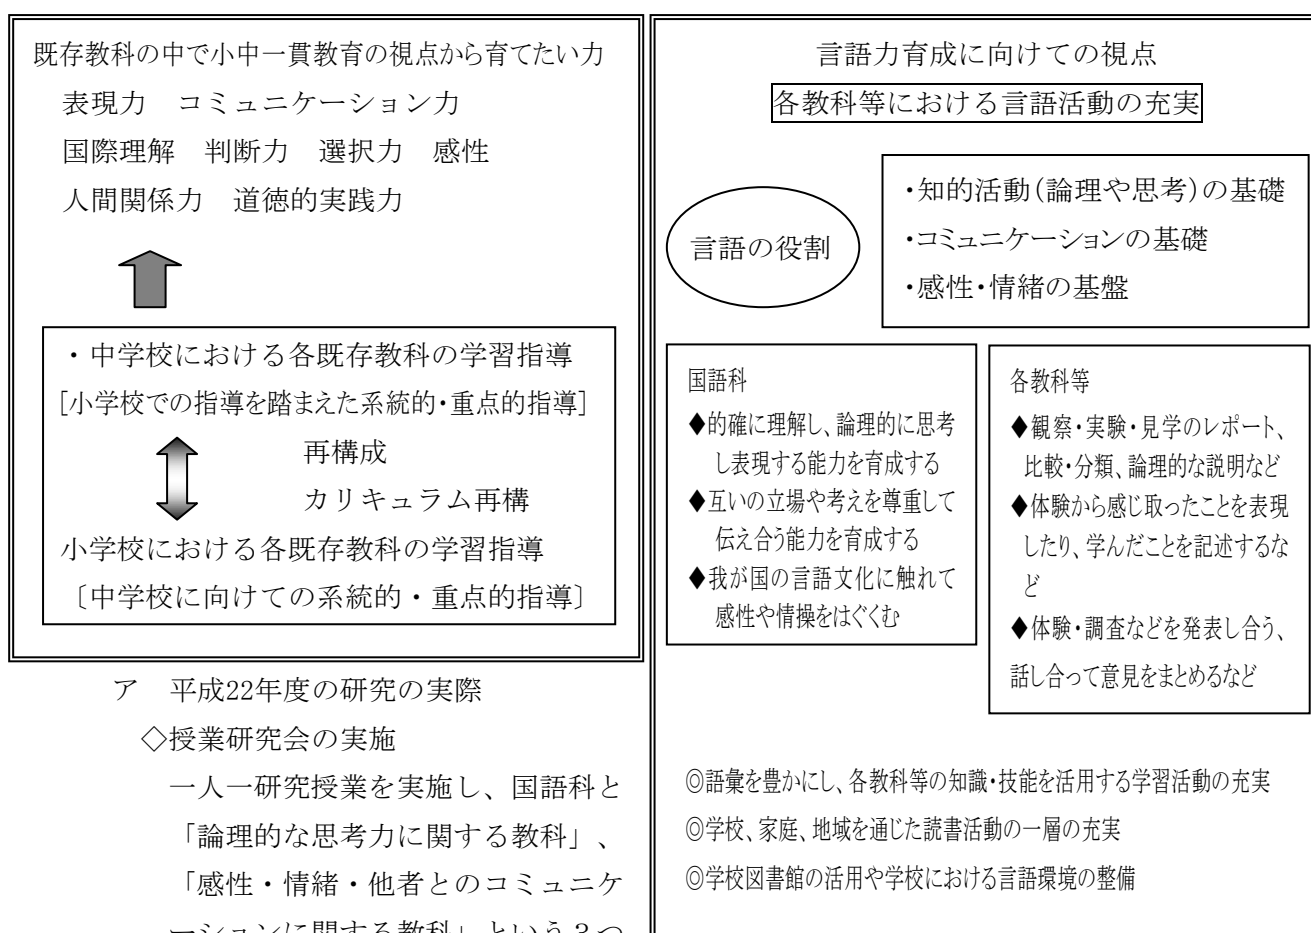 既存教科の中で小中一貫教育の視点から育てたい力
表現力　コミュニケーション力
国際理解　判断力　選択力　感性
人間関係力　道徳的実践力
・中学校における各既存教科の学習指導
[小学校での指導を踏まえた系統的・重点的指導]
再構成
カリキュラム再構
小学校における各既存教科の学習指導
〔中学校に向けての系統的・重点的指導〕
ア　平成22年度の研究の実際
◇授業研究会の実施
一人一研究授業を実施し、国語科と
「論理的な思考力に関する教科」、
「感性・情緒・他者とのコミュニケ
ーションに関する教科」という３つ
言語力育成に向けての視点
各教科等における言語活動の充実
言語の役割
・知的活動(論理や思考)の基礎
・コミュニケーションの基礎
・感性・情緒の基盤
国語科
◆的確に理解し、論理的に思考
し表現する能力を育成する
◆互いの立場や考えを尊重して
伝え合う能力を育成する
◆我が国の言語文化に触れて
感性や情操をはぐくむ
各教科等
◆観察・実験・見学のレポート、
比較・分類、論理的な説明など
◆体験から感じ取ったことを表現
したり、学んだことを記述するな
ど
◆体験・調査などを発表し合う、
話し合って意見をまとめるなど
◎語彙を豊かにし、各教科等の知識・技能を活用する学習活動の充実
◎学校、家庭、地域を通じた読書活動の一層の充実
◎学校図書館の活用や学校における言語環境の整備